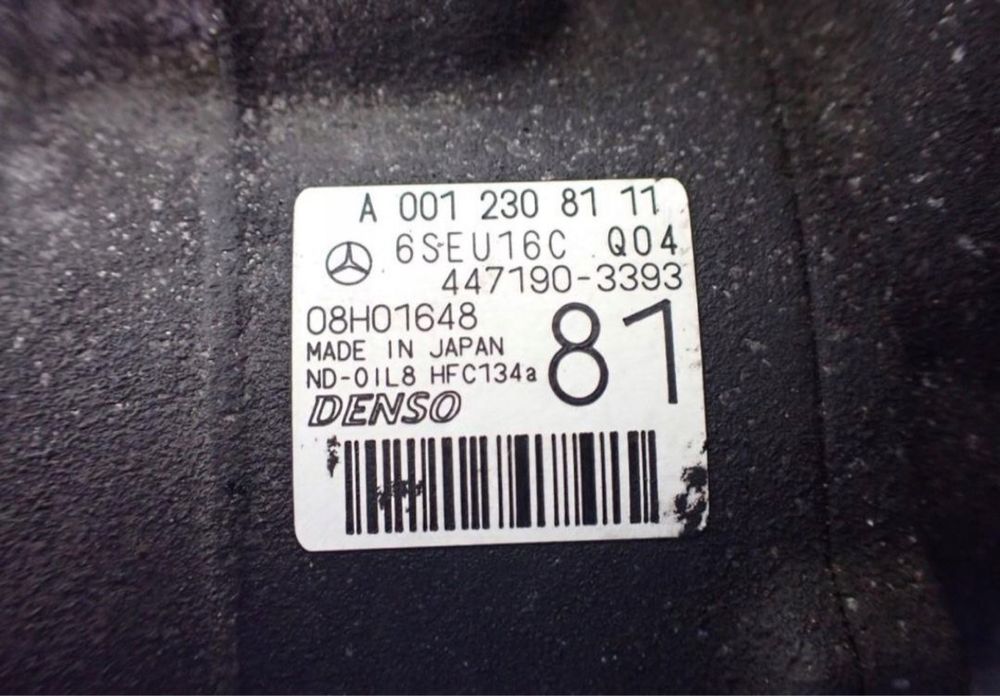 A 001 230 81 11
6SEU16C Q04
447190-3393
08H01648
81
MADE IN JAPAN
ND-OIL8 HFC134a
DENSO